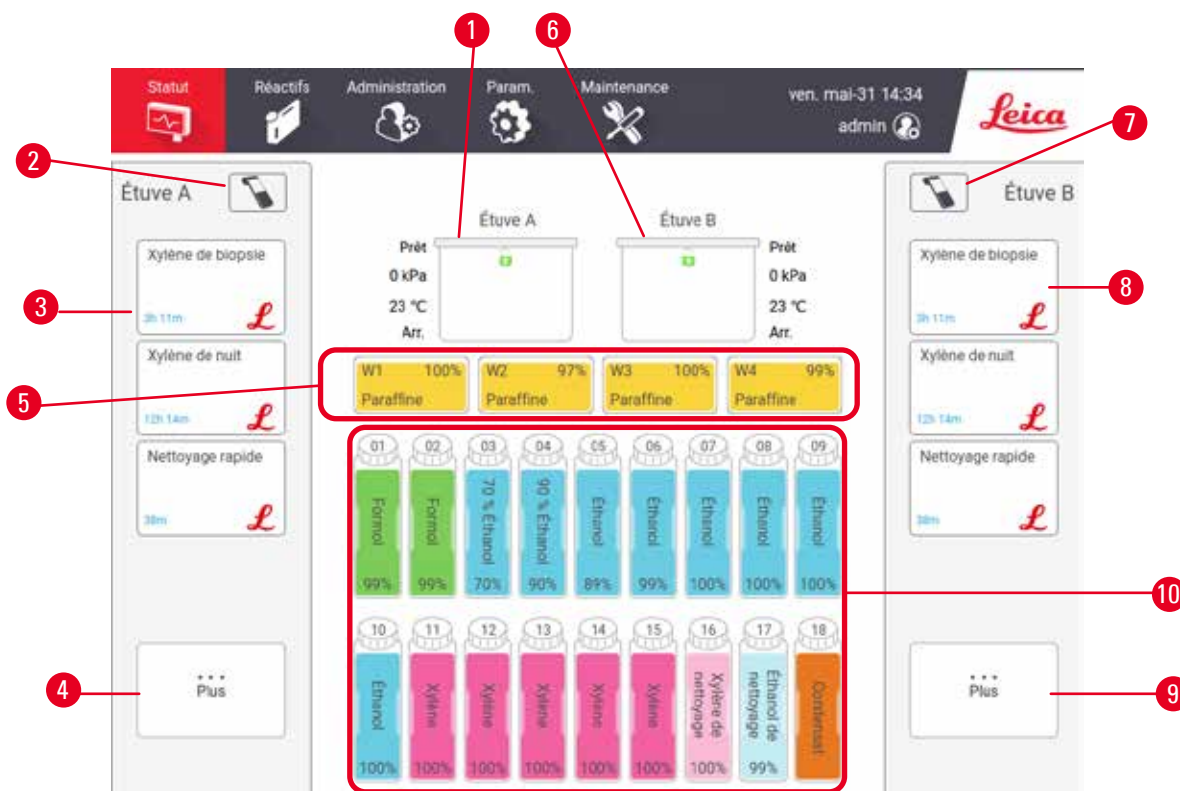 1
6
Statut
Réactifs
Administration
Param.
Maintenance
ven. mai-31 14:34
admin
Leica
7
2
Étuve A
Étuve B
Étuve A
Étuve B
Xylène de biopsie
3h 11m
L
3
Xylène de nuit
12h 14m
L
Nettoyage rapide
38m
L
4
... Plus
Prêt
0 kPa
23 °C
Arr.
Prêt
0 kPa
23 °C
Arr.
5
W1 100%
Paraffine
W2 97%
Paraffine
W3 100%
Paraffine
W4 99%
Paraffine
01
Formol
99%
02
Formol
99%
03
70 % Éthanol
70%
04
90 % Éthanol
90%
05
Éthanol
89%
06
Éthanol
99%
07
Éthanol
100%
08
Éthanol
100%
09
Éthanol
100%
10
Éthanol
100%
11
Xylène
100%
12
Xylène
100%
13
Xylène
100%
14
Xylène
100%
15
Xylène
100%
16
Xylène de
nettoyage
100%
17
Éthanol de
nettoyage
99%
18
Condensat
10
Xylène de biopsie
3h 11m
L
8
Xylène de nuit
12h 14m
L
Nettoyage rapide
38m
L
... Plus
9